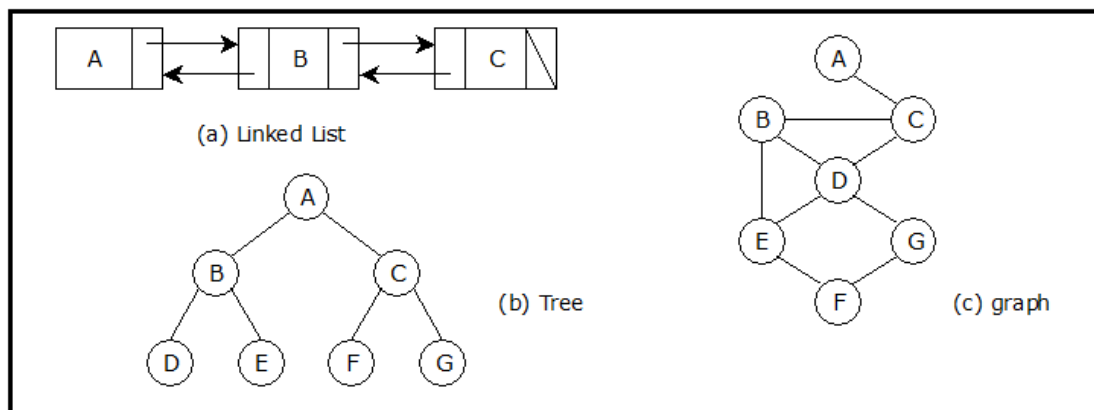 A B C
(a) Linked List
A
B C
D E F G
(b) Tree
A
B C
D
E G
F
(c) graph